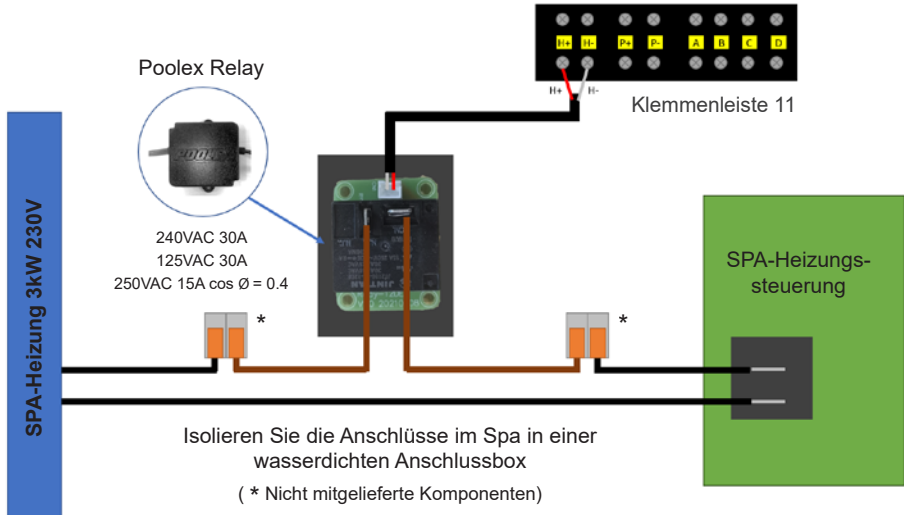 H+ H- P+ P- A B C D
H+ H-
Klemmenleiste 11
Poolex Relay
POOLEX
240VAC 30A
125VAC 30A
250VAC 15A cos Ø = 0.4
SPA-Heizung 3kW 230V
JINTIAN
SPA-Heizungs-
steuerung
*
*
Isolieren Sie die Anschlüsse im Spa in einer
wasserdichten Anschlussbox
( * Nicht mitgelieferte Komponenten)